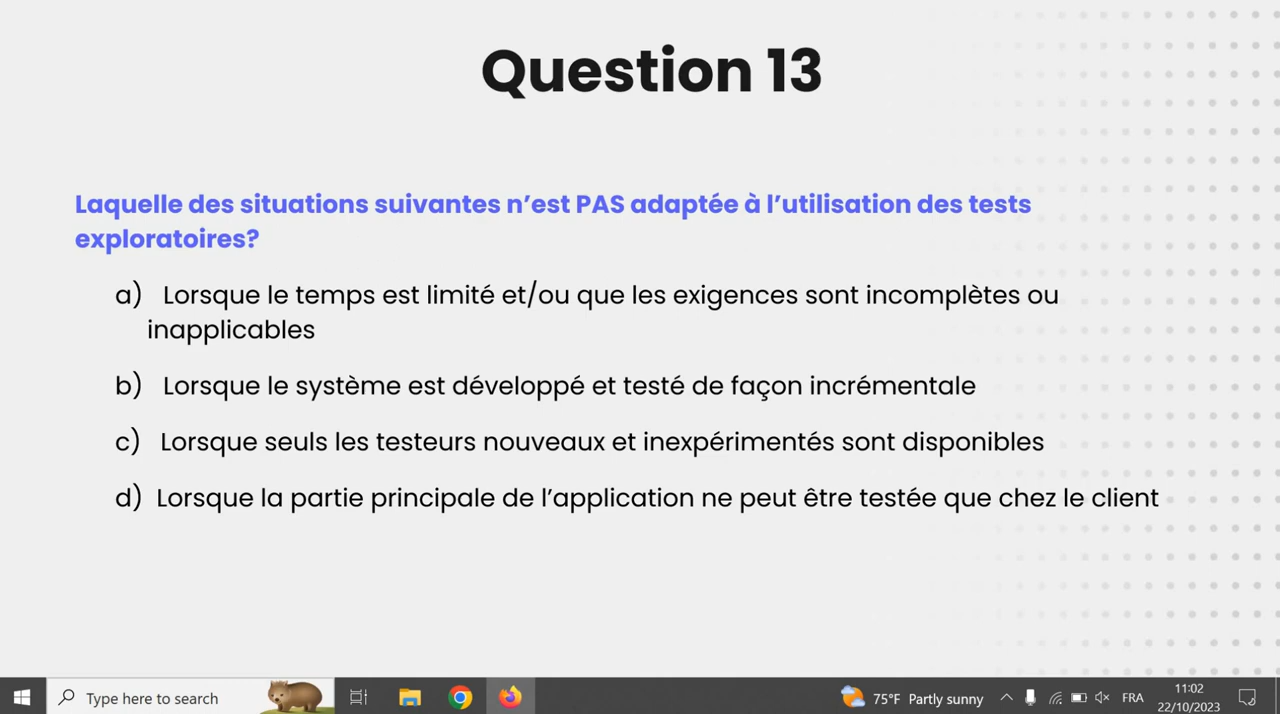 Question 13
Laquelle des situations suivantes n’est PAS adaptée à l’utilisation des tests
exploratoires?
a) Lorsque le temps est limité et/ou que les exigences sont incomplètes ou
inapplicables
b) Lorsque le système est développé et testé de façon incrémentale
c) Lorsque seuls les testeurs nouveaux et inexpérimentés sont disponibles
d) Lorsque la partie principale de l’application ne peut être testée que chez le client
Type here to search
75°F Partly sunny
FRA
11:02
22/10/2023